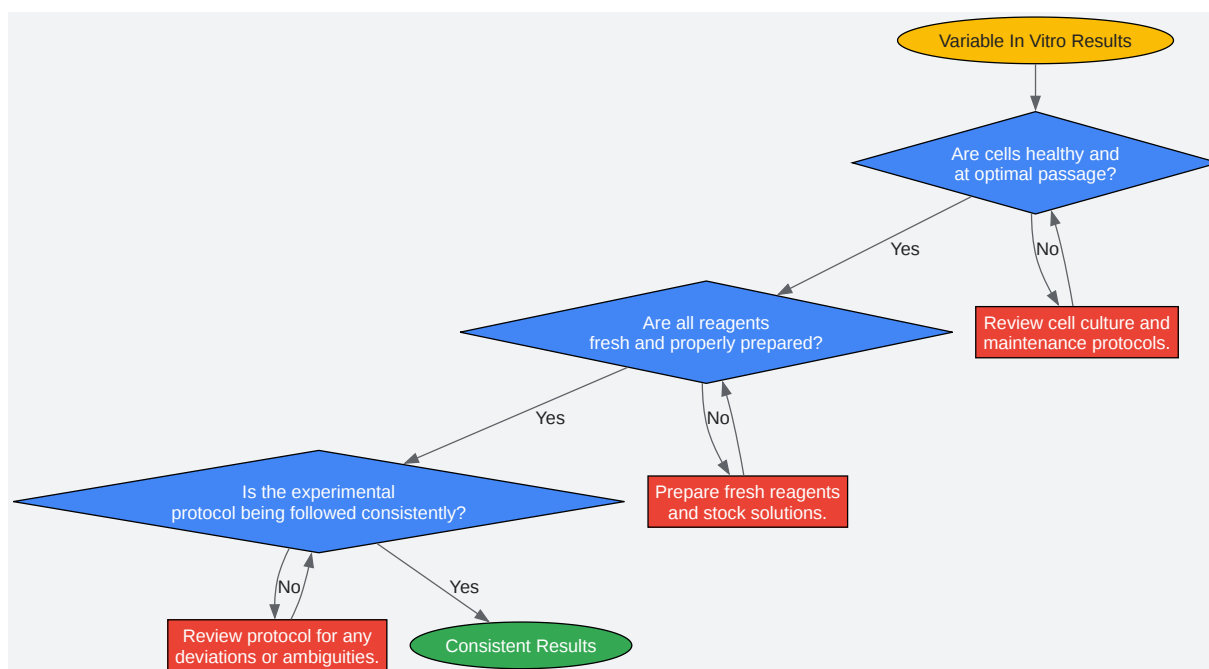 Variable In Vitro Results
Are cells healthy and
at optimal passage?
Yes
No
Review cell culture and
maintenance protocols.
Are all reagents
fresh and properly prepared?
Yes
No
Prepare fresh reagents
and stock solutions.
Is the experimental
protocol being followed consistently?
No
Yes
Review protocol for any
deviations or ambiguities.
Consistent Results